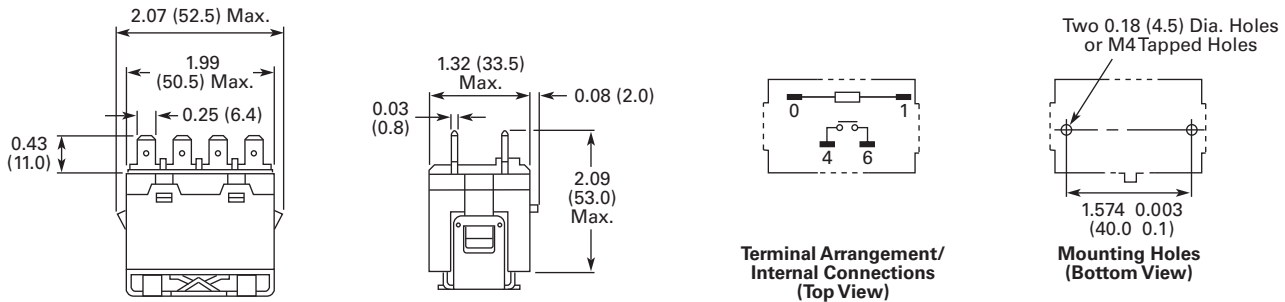 2.07 (52.5) Max.
1.99
(50.5) Max.
0.25 (6.4)
0.43
(11.0)
1.32 (33.5)
Max.
0.03
(0.8)
0.08 (2.0)
2.09
(53.0)
Max.
0
1
4
6
Terminal Arrangement/
Internal Connections
(Top View)
Two 0.18 (4.5) Dia. Holes
or M4 Tapped Holes
1.574 0.003
(40.0 0.1)
Mounting Holes
(Bottom View)